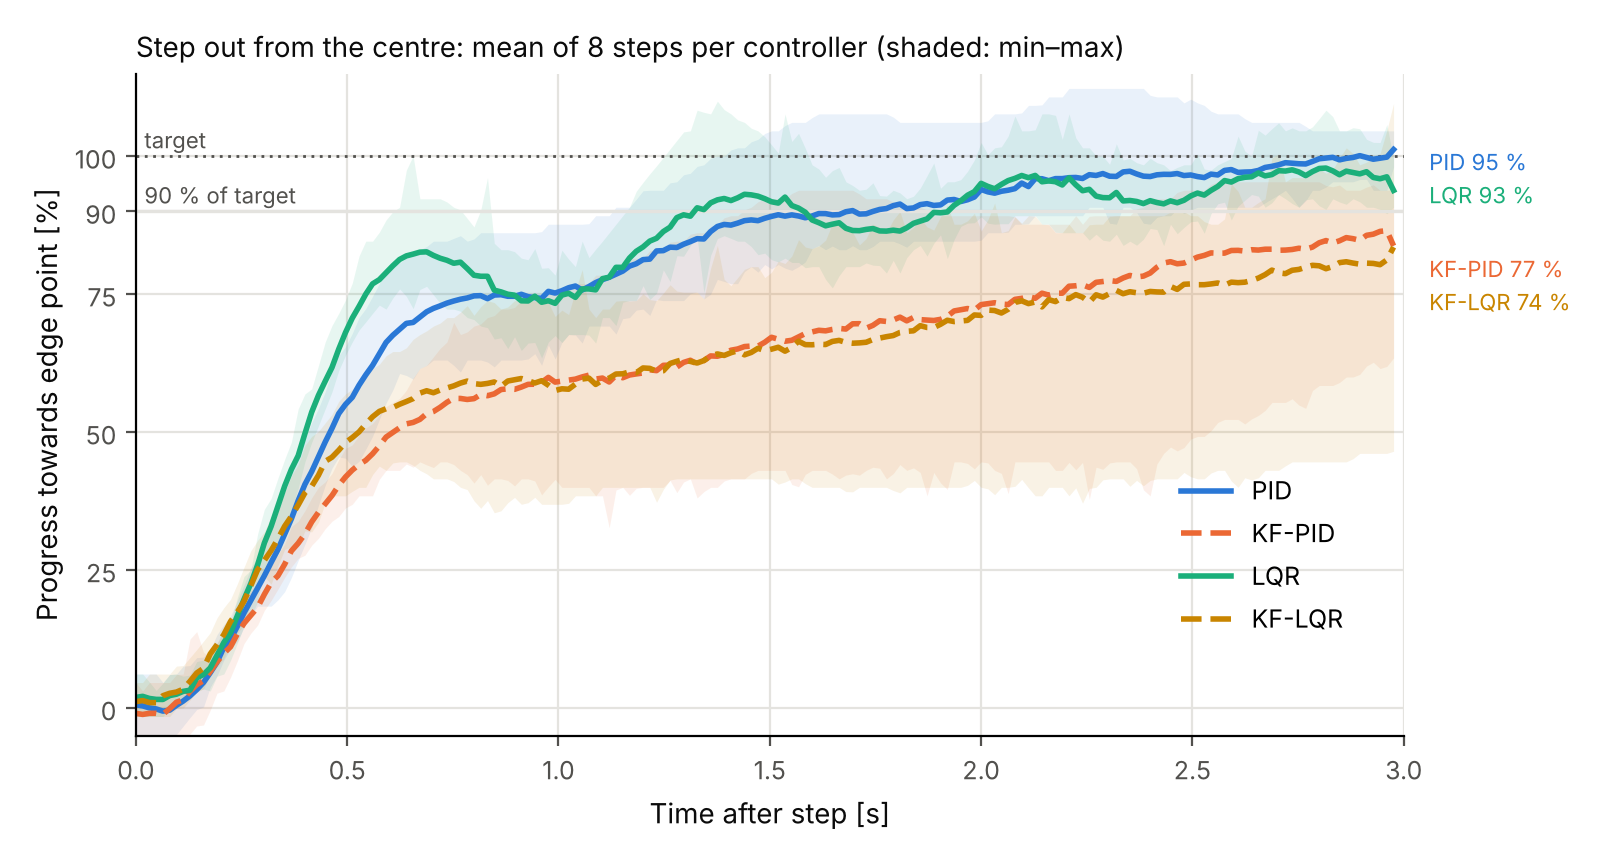 Step out from the centre: mean of 8 steps per controller (shaded: min–max)
target
100
90 % of target
90
75
50
25
0
Progress towards edge point [%]
PID 95 %
LQR 93 %
KF-PID 77 %
KF-LQR 74 %
PID
KF-PID
LQR
KF-LQR
0.0 0.5 1.0 1.5 2.0 2.5 3.0
Time after step [s]